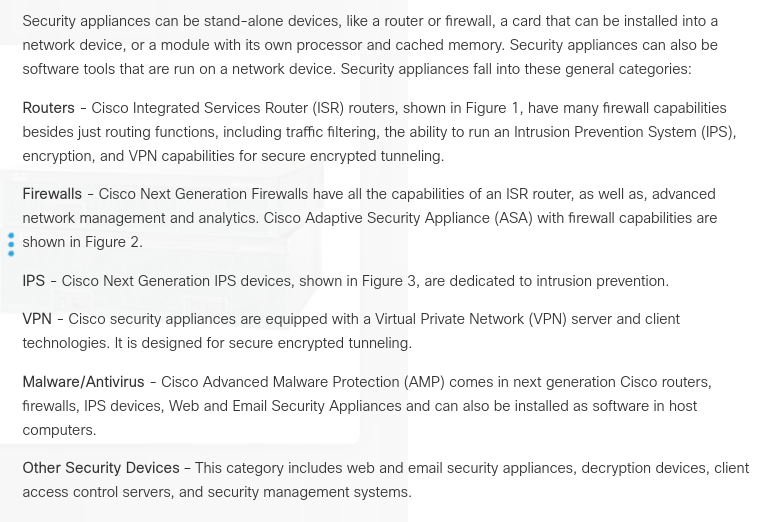 Security appliances can be stand-alone devices, like a router or firewall, a card that can be installed into a
network device, or a module with its own processor and cached memory. Security appliances can also be
software tools that are run on a network device. Security appliances fall into these general categories:
Routers - Cisco Integrated Services Router (ISR) routers, shown in Figure 1, have many firewall capabilities
besides just routing functions, including traffic filtering, the ability to run an Intrusion Prevention System (IPS),
encryption, and VPN capabilities for secure encrypted tunneling.
Firewalls - Cisco Next Generation Firewalls have all the capabilities of an ISR router, as well as, advanced
network management and analytics. Cisco Adaptive Security Appliance (ASA) with firewall capabilities are
shown in Figure 2.
IPS - Cisco Next Generation IPS devices, shown in Figure 3, are dedicated to intrusion prevention.
VPN - Cisco security appliances are equipped with a Virtual Private Network (VPN) server and client
technologies. It is designed for secure encrypted tunneling.
Malware/Antivirus - Cisco Advanced Malware Protection (AMP) comes in next generation Cisco routers,
firewalls, IPS devices, Web and Email Security Appliances and can also be installed as software in host
computers.
Other Security Devices – This category includes web and email security appliances, decryption devices, client
access control servers, and security management systems.